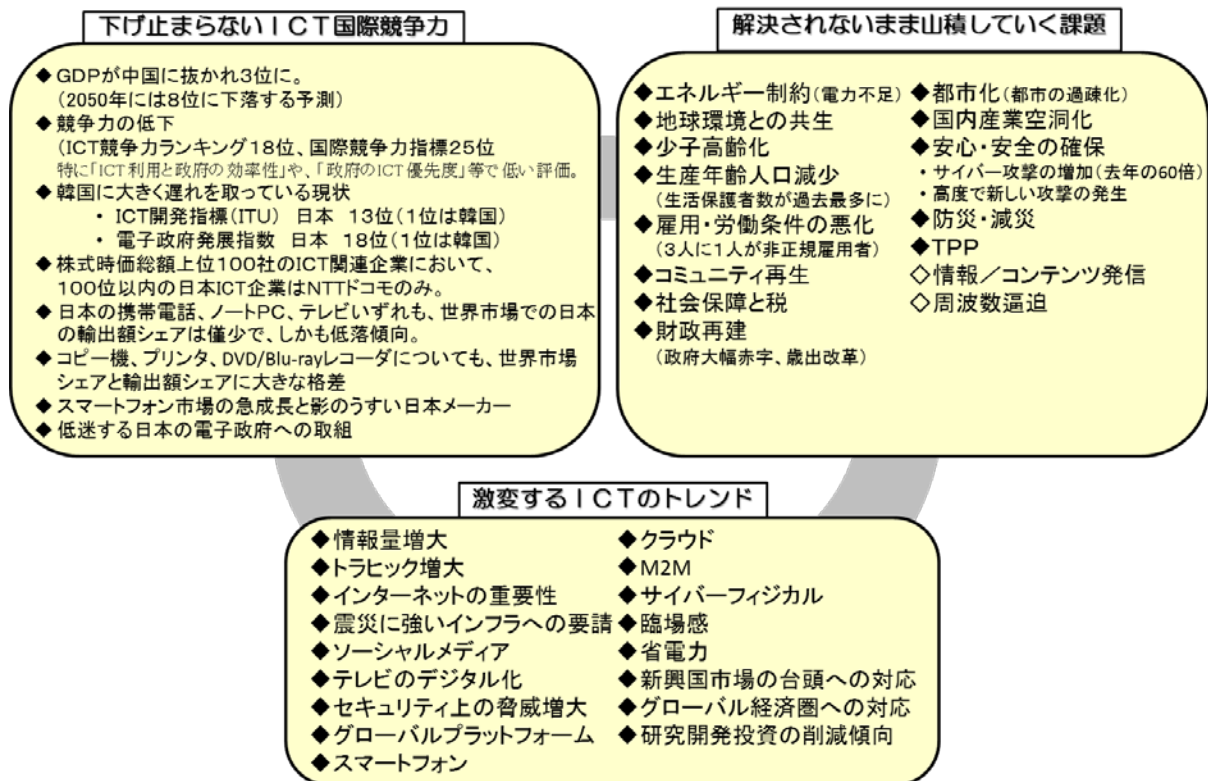 下げ止まらないＩＣＴ国際競争力
◆GDPが中国に抜かれ3位に。
（2050年には8位に下落する予測）
◆競争力の低下
（ICT競争力ランキング18位、国際競争力指標25位
特に「ICT利用と政府の効率性」や、「政府のICT優先度」等で低い評価。
◆韓国に大きく遅れを取っている現状
・ ICT開発指標(ITU) 日本 13位(1位は韓国)
・ 電子政府発展指数 日本 18位(1位は韓国)
◆株式時価総額上位100社のICT関連企業において、
100位以内の日本ICT企業はNTTドコモのみ。
◆日本の携帯電話、ノートPC、テレビいずれも、世界市場での日本
の輸出額シェアは僅少で、しかも低落傾向。
◆コピー機、プリンタ、DVD/Blu-rayレコーダについても、世界市場
シェアと輸出額シェアに大きな格差
◆スマートフォン市場の急成長と影のうすい日本メーカー
◆低迷する日本の電子政府への取組
解決されないまま山積していく課題
◆エネルギー制約(電力不足)
◆地球環境との共生
◆少子高齢化
◆生産年齢人口減少
（生活保護者数が過去最多に）
◆雇用・労働条件の悪化
（3人に1人が非正規雇用者）
◆コミュニティ再生
◆社会保障と税
◆財政再建
（政府大幅赤字、歳出改革）
◆都市化(都市の過疎化)
◆国内産業空洞化
◆安心・安全の確保
・サイバー攻撃の増加(去年の60倍)
・高度で新しい攻撃の発生
◆防災・減災
◆TPP
◇情報／コンテンツ発信
◇周波数逼迫
激変するＩＣＴのトレンド
◆情報量増大
◆トラヒック増大
◆インターネットの重要性
◆震災に強いインフラへの要請
◆ソーシャルメディア
◆テレビのデジタル化
◆セキュリティ上の脅威増大
◆グローバルプラットフォーム
◆スマートフォン
◆クラウド
◆M2M
◆サイバーフィジカル
◆臨場感
◆省電力
◆新興国市場の台頭への対応
◆グローバル経済圏への対応
◆研究開発投資の削減傾向